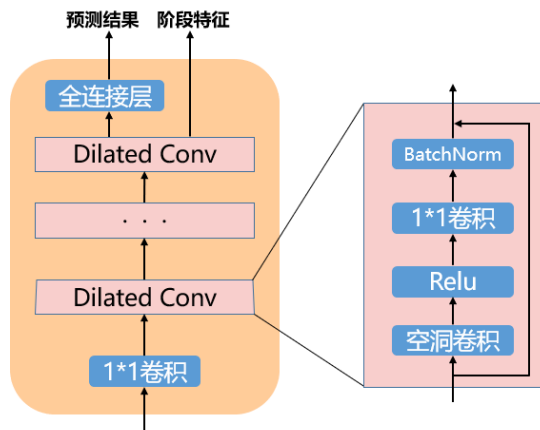 预测结果 阶段特征
全连接层
Dilated Conv
· · ·
Dilated Conv
1*1卷积
BatchNorm
1*1卷积
Relu
空洞卷积